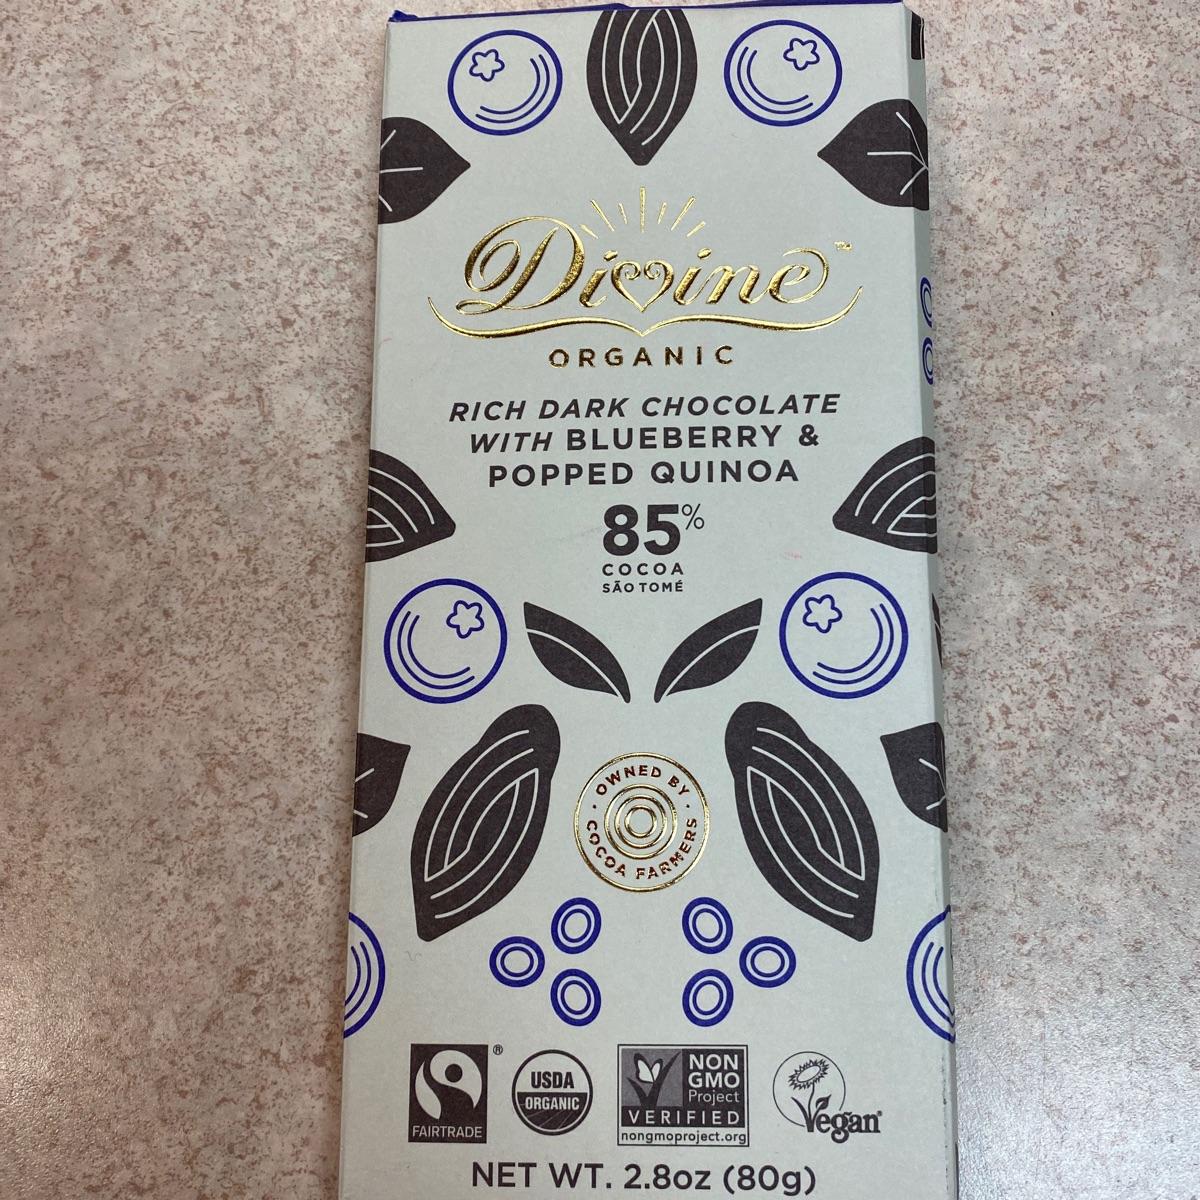 Divine™
ORGANIC
RICH DARK CHOCOLATE
WITH BLUEBERRY &
POPPED QUINOA
85%
COCOA
SÃO TOMÉ
· OWNED BY ·
COCOA FARMERS
®
FAIRTRADE
USDA
ORGANIC
NON
GMO
Project
VERIFIED
nongmoproject.org
Vegan®
NET WT. 2.8oz (80g)